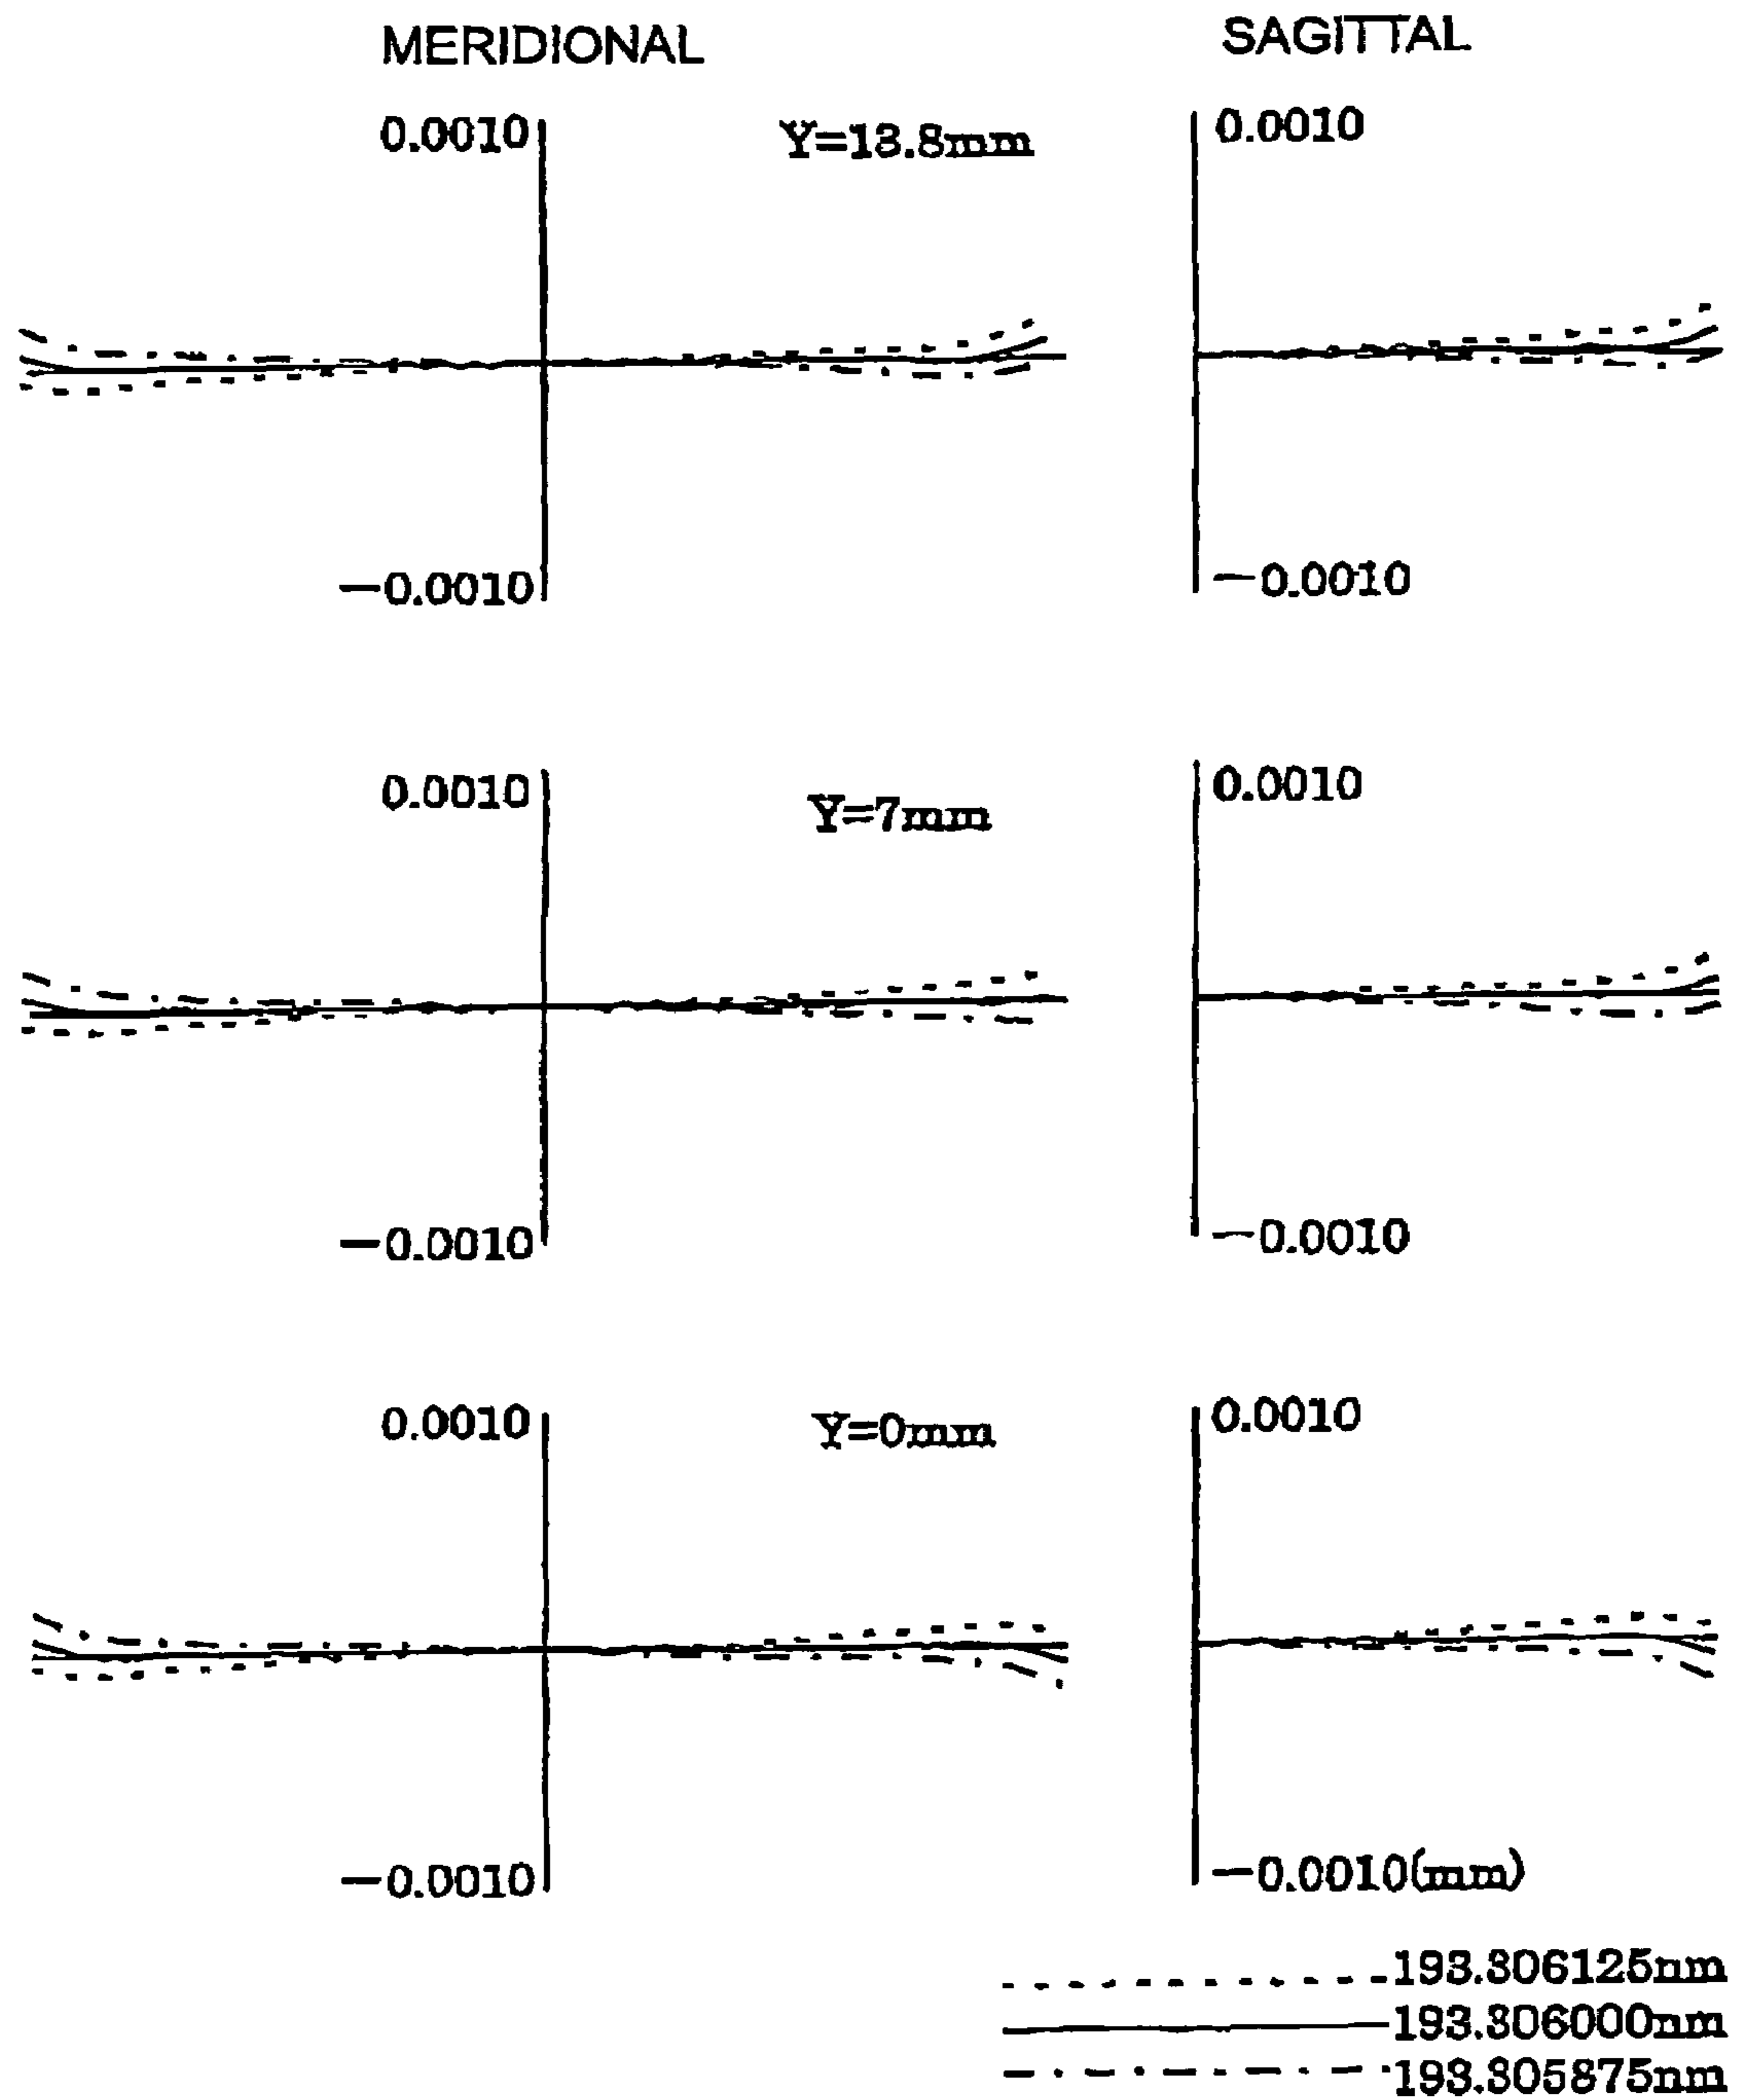 MERIDIONAL SAGITTAL
0.0010 Y=13.8mm 0.0010
−0.0010 −0.0010
0.0010 Y=7mm 0.0010
−0.0010 −0.0010
0.0010 Y=0mm 0.0010
−0.0010 −0.0010(mm)
193.306125nm
193.306000nm
193.305875nm